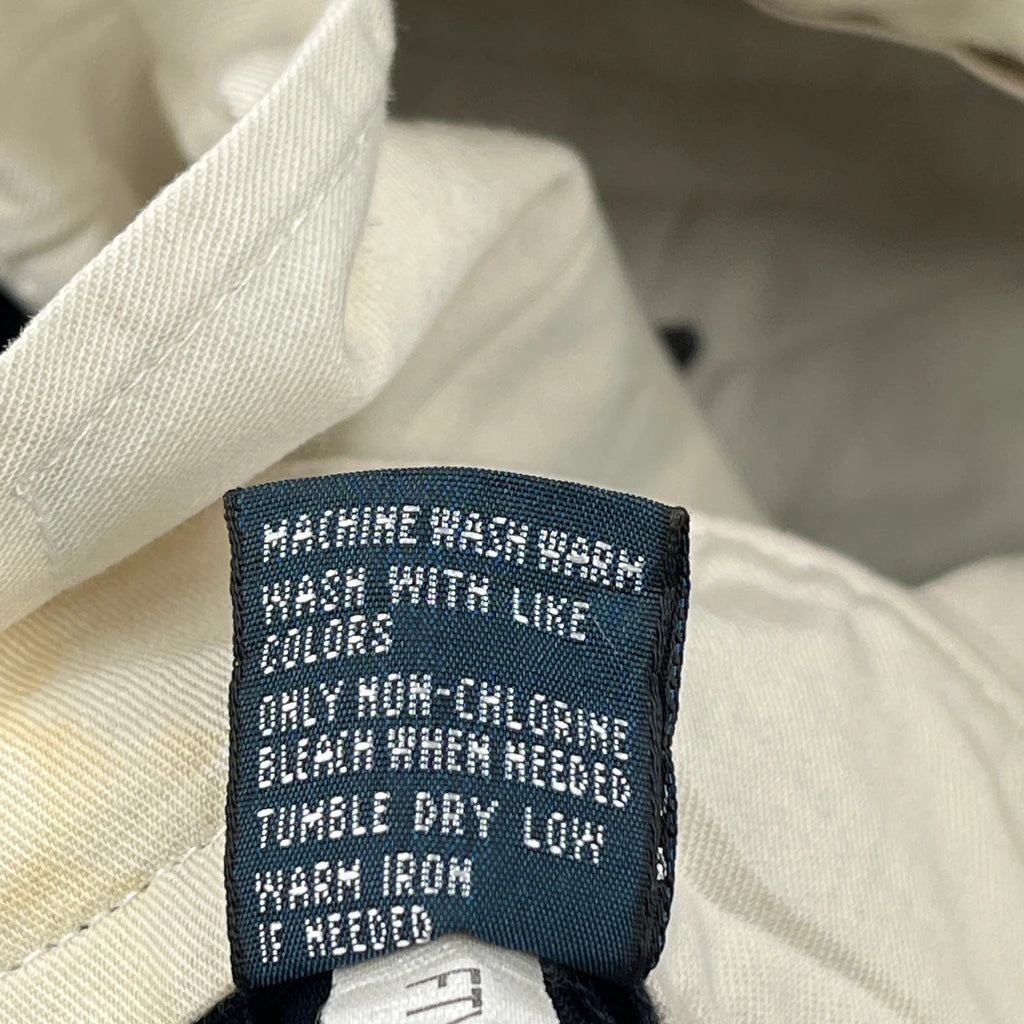 MACHINE WASH WARM
WASH WITH LIKE
COLORS
ONLY NON-CHLORINE
BLEACH WHEN NEEDED
TUMBLE DRY LOW
WARM IRON
IF NEEDED